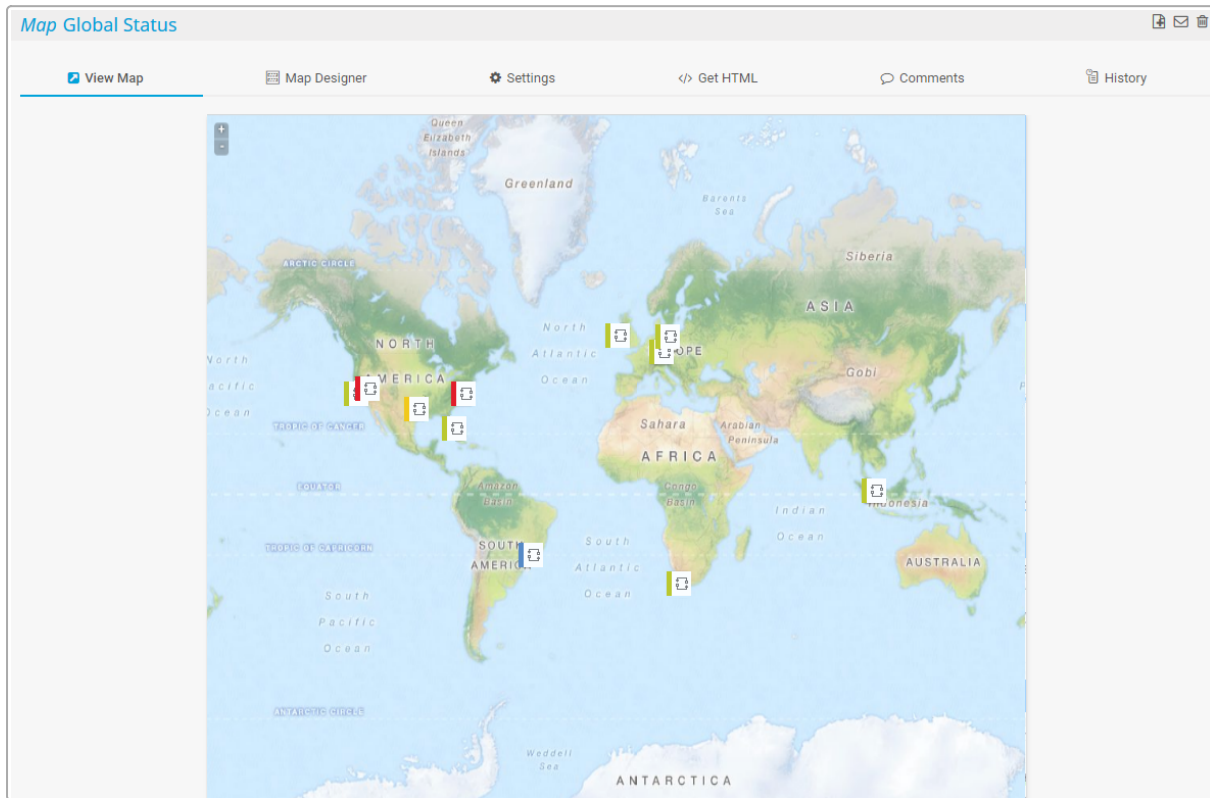 Map Global Status
View Map
Map Designer
Settings
</> Get HTML
Comments
History
+
-
Queen
Elizabeth
Islands
Greenland
Barents
Sea
ARCTIC CIRCLE
Siberia
ASIA
North
Atlantic
Ocean
NORTH
AMERICA
OPE
Gobi
North
acific
Ocean
TROPIC OF CANCER
Sahara
Arabian
Peninsula
AFRICA
EQUATOR
Amazon
Basin
Congo
Basin
Indian
Ocean
Indonesia
TROPIC OF CAPRICORN
SOUTH
AMERICA
South
Atlantic
Ocean
AUSTRALIA
South
Pacific
Ocean
ANTARCTIC CIRCLE
Weddell
Sea
ANTARCTICA